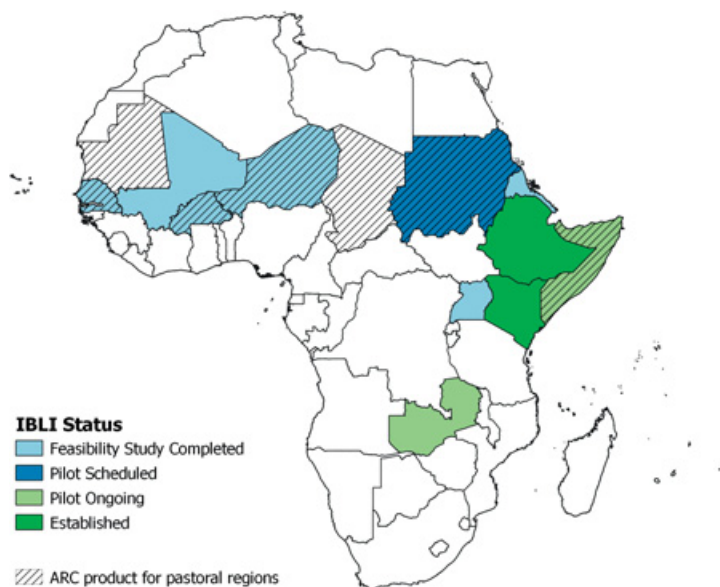 IBLI Status
Feasibility Study Completed
Pilot Scheduled
Pilot Ongoing
Established
ARC product for pastoral regions